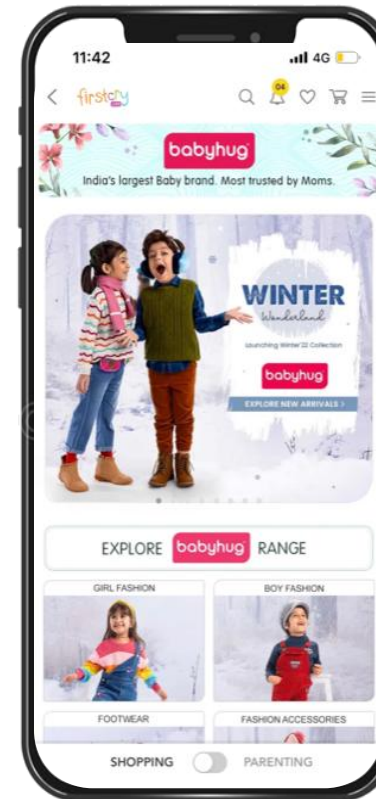 11:42
4G
firstcry
04
babyhug
India's largest Baby brand. Most trusted by Moms.
WINTER
Wonderland
Launching Winter'22 Collection
babyhug
EXPLORE NEW ARRIVALS >
EXPLORE babyhug RANGE
GIRL FASHION
BOY FASHION
FOOTWEAR
FASHION ACCESSORIES
SHOPPING
PARENTING